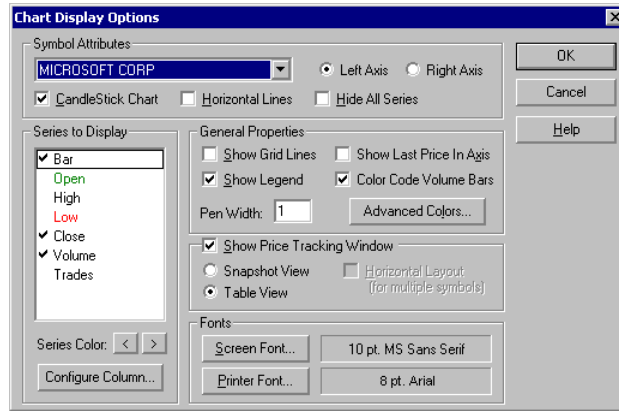 Chart Display Options
Symbol Attributes
MICROSOFT CORP
Left Axis
Right Axis
CandleStick Chart
Horizontal Lines
Hide All Series
OK
Cancel
Help
Series to Display
Bar
Open
High
Low
Close
Volume
Trades
Series Color: < >
Configure Column...
General Properties
Show Grid Lines
Show Last Price In Axis
Show Legend
Color Code Volume Bars
Pen Width: 1
Advanced Colors...
Show Price Tracking Window
Snapshot View
Table View
Horizontal Layout
(for multiple symbols)
Fonts
Screen Font...
10 pt. MS Sans Serif
Printer Font...
8 pt. Arial